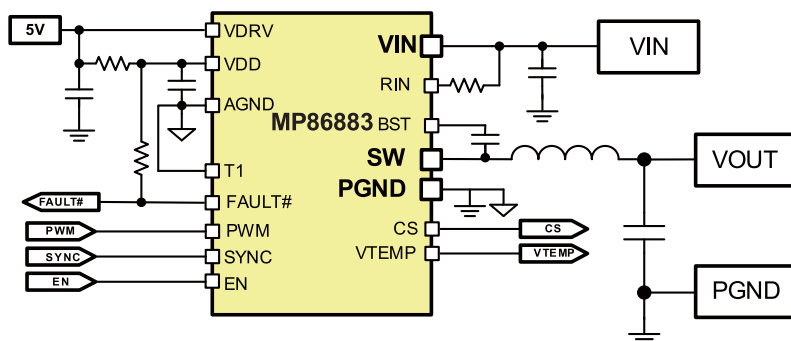 5V
VDRV
VDD
AGND
T1
FAULT#
PWM
SYNC
EN
FAULT#
PWM
SYNC
EN
MP86883
VIN
RIN
BST
SW
PGND
CS
VTEMP
CS
VTEMP
VIN
VOUT
PGND